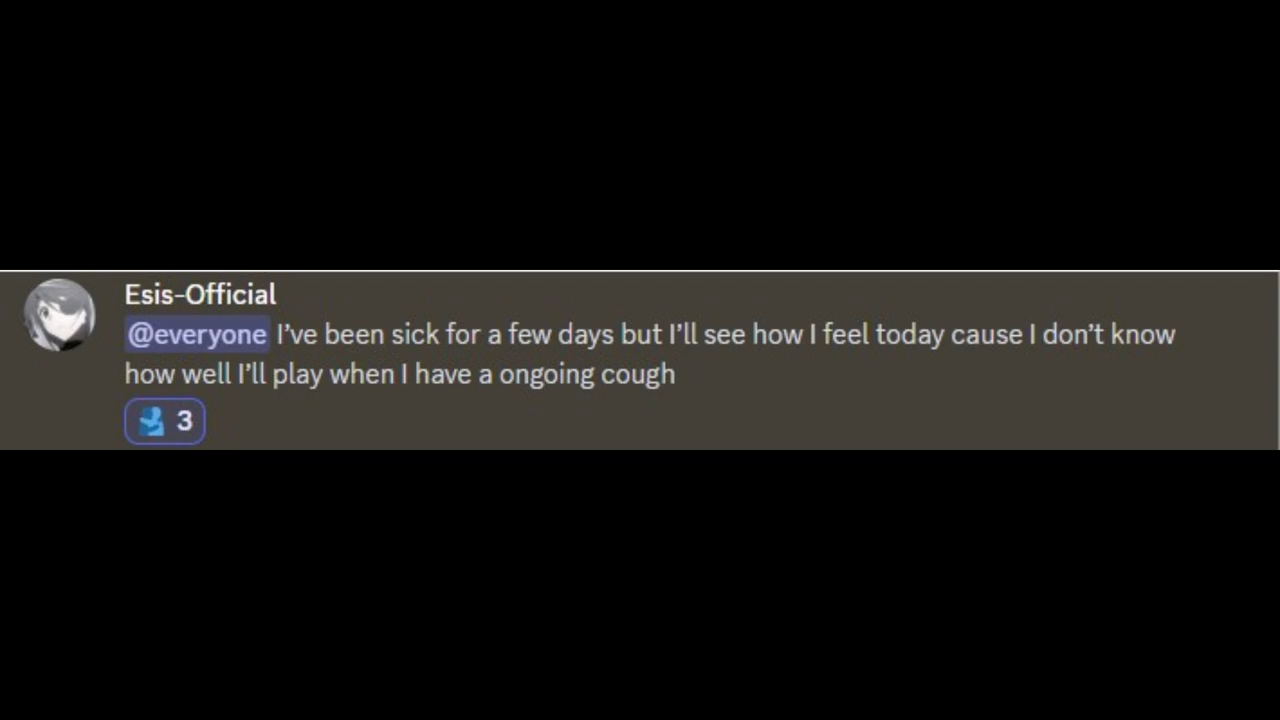 Esis-Official
@everyone I’ve been sick for a few days but I’ll see how I feel today cause I don’t know
how well I’ll play when I have a ongoing cough
3